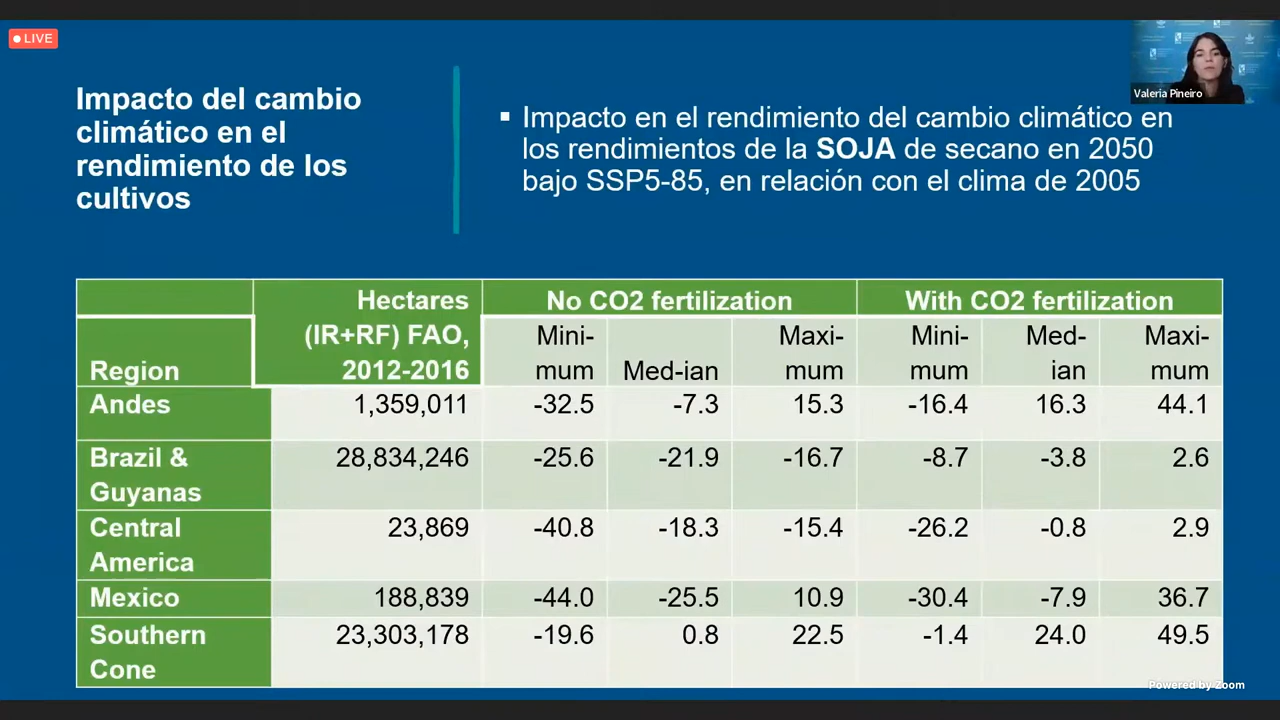 LIVE
Valeria Pineiro
Impacto del cambio
climático en el
rendimiento de los
cultivos
▪ Impacto en el rendimiento del cambio climático en
los rendimientos de la SOJA de secano en 2050
bajo SSP5-85, en relación con el clima de 2005
Hectares
(IR+RF) FAO,
2012-2016
No CO2 fertilization
With CO2 fertilization
Region
Mini-
mum
Med-ian
Maxi-
mum
Mini-
mum
Med-
ian
Maxi-
mum
Andes 1,359,011 -32.5 -7.3 15.3 -16.4 16.3 44.1
Brazil & 28,834,246 -25.6 -21.9 -16.7 -8.7 -3.8 2.6
Guyanas
Central 23,869 -40.8 -18.3 -15.4 -26.2 -0.8 2.9
America
Mexico 188,839 -44.0 -25.5 10.9 -30.4 -7.9 36.7
Southern 23,303,178 -19.6 0.8 22.5 -1.4 24.0 49.5
Cone
Powered by Zoom